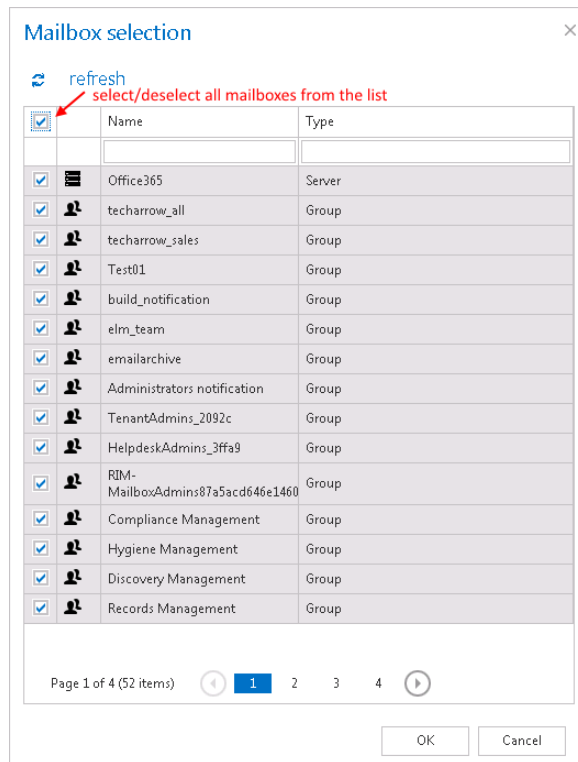 Mailbox selection
refresh
select/deselect all mailboxes from the list
Name Type
Office365 Server
techarrow_all Group
techarrow_sales Group
Test01 Group
build_notification Group
elm_team Group
emailarchive Group
Administrators notification Group
TenantAdmins_2092c Group
HelpdeskAdmins_3ffa9 Group
RIM-
MailboxAdmins87a5acd646e1460 Group
Compliance Management Group
Hygiene Management Group
Discovery Management Group
Records Management Group
Page 1 of 4 (52 items) 1 2 3 4
OK Cancel